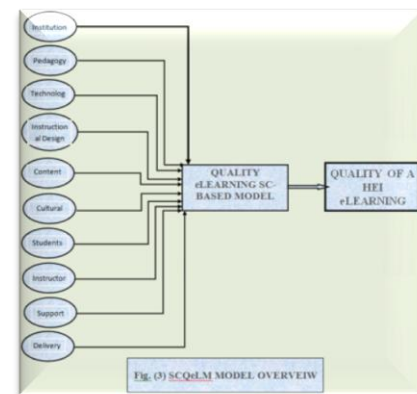 Institution
Pedagogy
Technolog
Instruction
al Design
Content
Cultural
Students
Instructor
Support
Delivery
QUALITY
eLEARNING SC-
BASED MODEL
QUALITY OF A
HEI
eLEARNING
Fig. (3) SCQeLM MODEL OVERVEIW